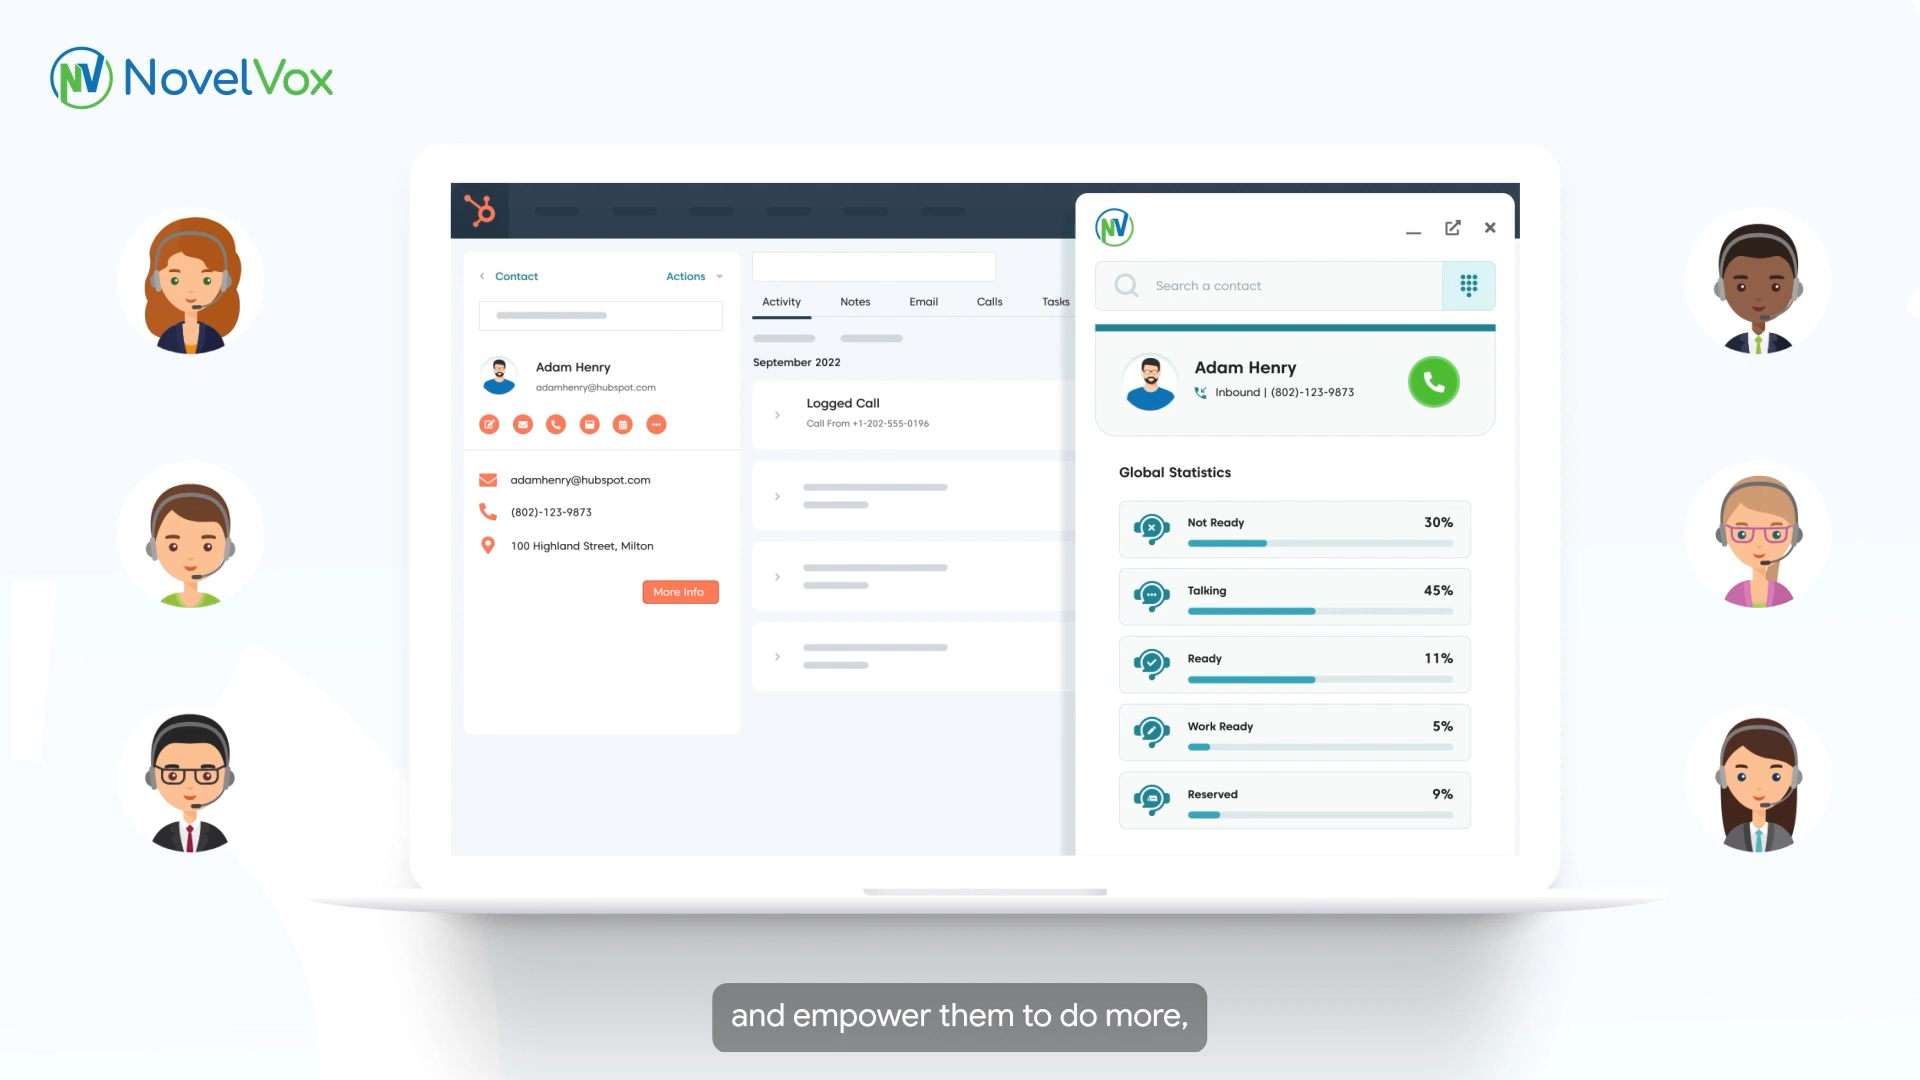 NV NovelVox
Contact
Actions
Adam Henry
adamhenry@hubspot.com
adamhenry@hubspot.com
(802)-123-9873
100 Highland Street, Milton
More Info
Activity Notes Email Calls Tasks
September 2022
Logged Call
Call From +1-202-555-0196
NV
Search a contact
Adam Henry
Inbound | (802)-123-9873
Global Statistics
Not Ready 30%
Talking 45%
Ready 11%
Work Ready 5%
Reserved 9%
and empower them to do more,